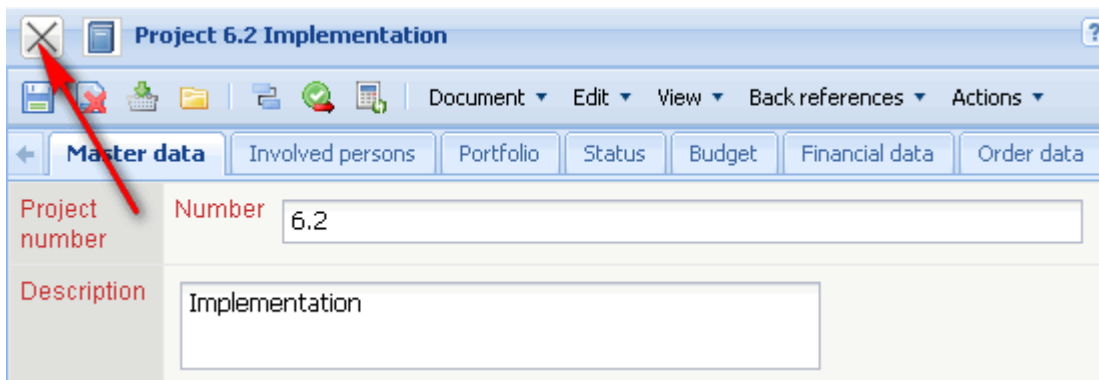 Project 6.2 Implementation
?
Document Edit View Back references Actions
Master data Involved persons Portfolio Status Budget Financial data Order data
Project number
Number
6.2
Description
Implementation